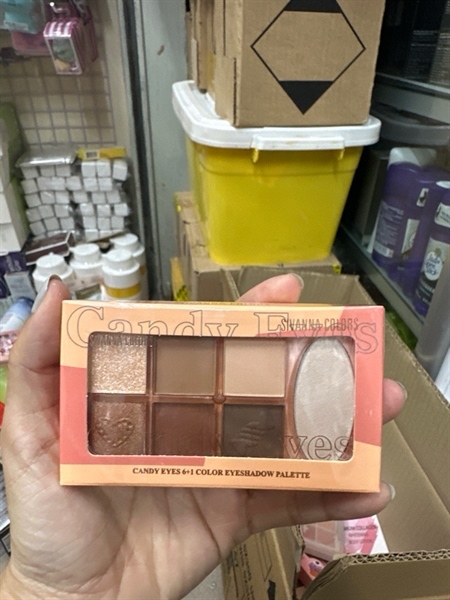 Candy Eyes
SIVANNA COLORS
Eyes
CANDY EYES 6+1 COLOR EYESHADOW PALETTE